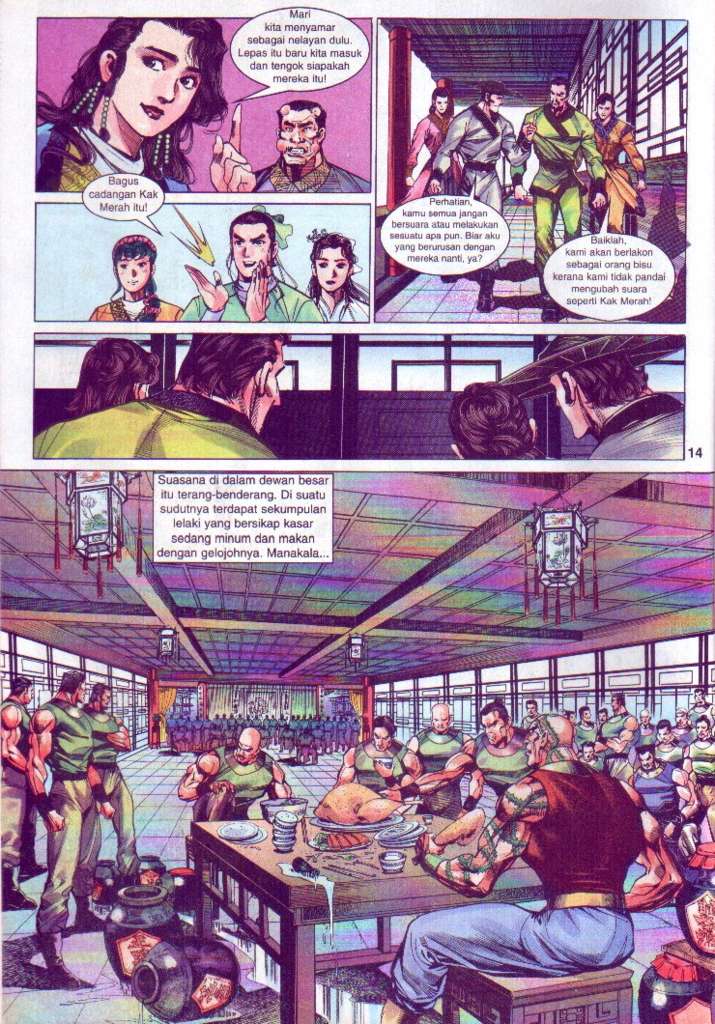 Mari
kita menyamar
sebagai nelayan dulu.
Lepas itu baru kita masuk
dan tengok siapakah
mereka itu!
Bagus
cadangan Kak
Merah itu!
Perhatian,
kamu semua jangan
bersuara atau melakukan
sesuatu apa pun. Biar aku
yang berurusan dengan
mereka nanti, ya?
Baiklah,
kami akan berlakon
sebagai orang bisu
kerana kami tidak pandai
mengubah suara
seperti Kak Merah!
14
Suasana di dalam dewan besar
itu terang-benderang. Di suatu
sudutnya terdapat sekumpulan
lelaki yang bersikap kasar
sedang minum dan makan
dengan gelojohnya. Manakala...